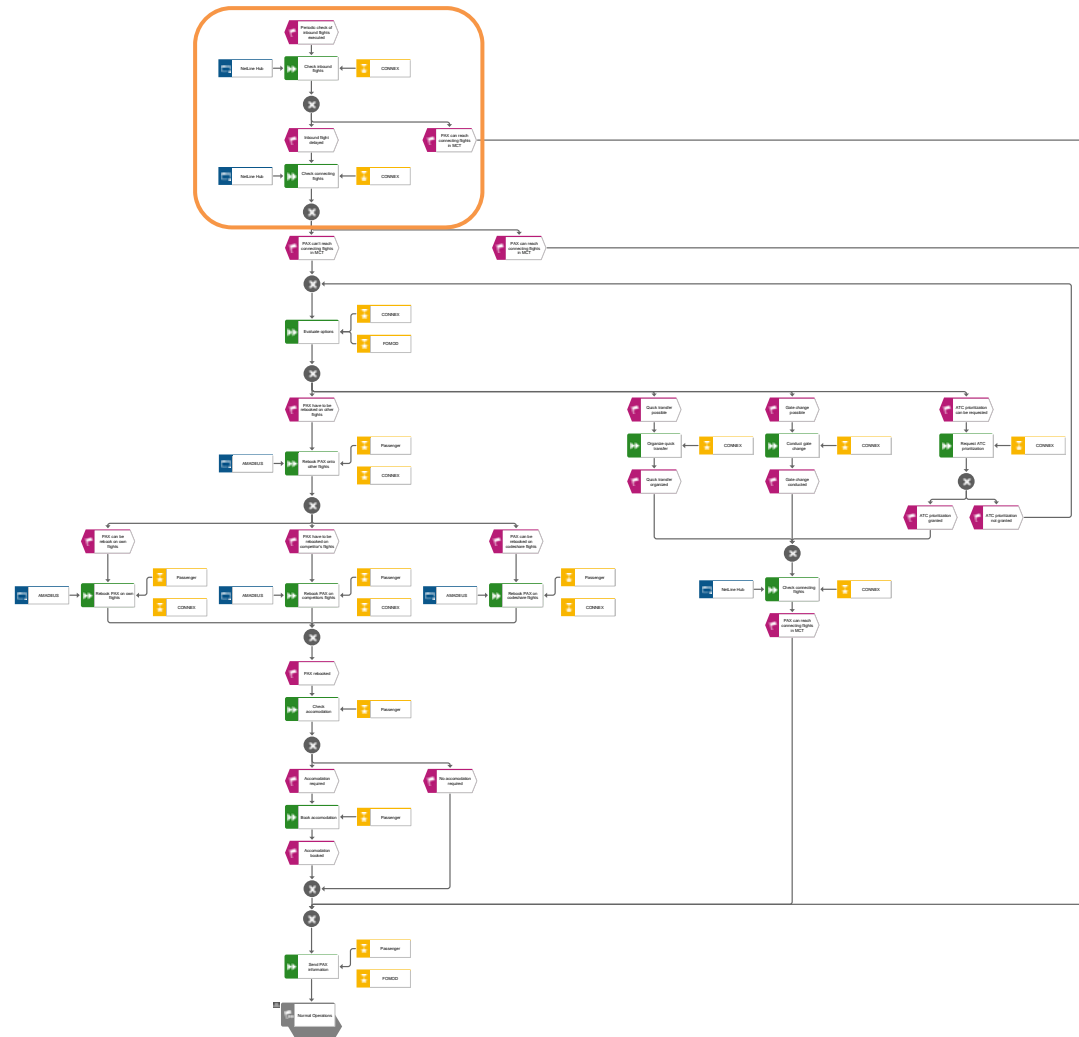 Periodic check of
inbound flights
executed
NetLine Hub
Check inbound
flights
CONNEX
Inbound flight
delayed
PAX can reach
connecting flights
in MCT
NetLine Hub
Check connecting
flights
CONNEX
PAX can't reach
connecting flights
in MCT
PAX can reach
connecting flights
in MCT
CONNEX
Evaluate options
FOMOD
PAX have to be
rebooked on other
flights
Quick transfer
possible
Gate change
possible
ATC prioritization
can be requested
Passenger
Organize quick
transfer
CONNEX
Conduct gate
change
CONNEX
Request ATC
prioritization
CONNEX
AMADEUS
Rebook PAX onto
other flights
CONNEX
Quick transfer
organized
Gate change
conducted
ATC prioritization
granted
ATC prioritization
not granted
PAX can be
rebook on own
flights
PAX have to be
rebooked on
competitor's flights
PAX can be
rebooked on
codeshare flights
Passenger
Passenger
Passenger
AMADEUS
Rebook PAX on own
flights
CONNEX
AMADEUS
Rebook PAX on
competitors flights
CONNEX
AMADEUS
Rebook PAX on
codeshare flights
CONNEX
NetLine Hub
Check connecting
flights
CONNEX
PAX can reach
connecting flights
in MCT
PAX rebooked
Check
accomodation
Passenger
Accomodation
required
No accomodation
required
Book accomodation
Passenger
Accomodation
booked
Passenger
Send PAX
information
FOMOD
Normal Operations